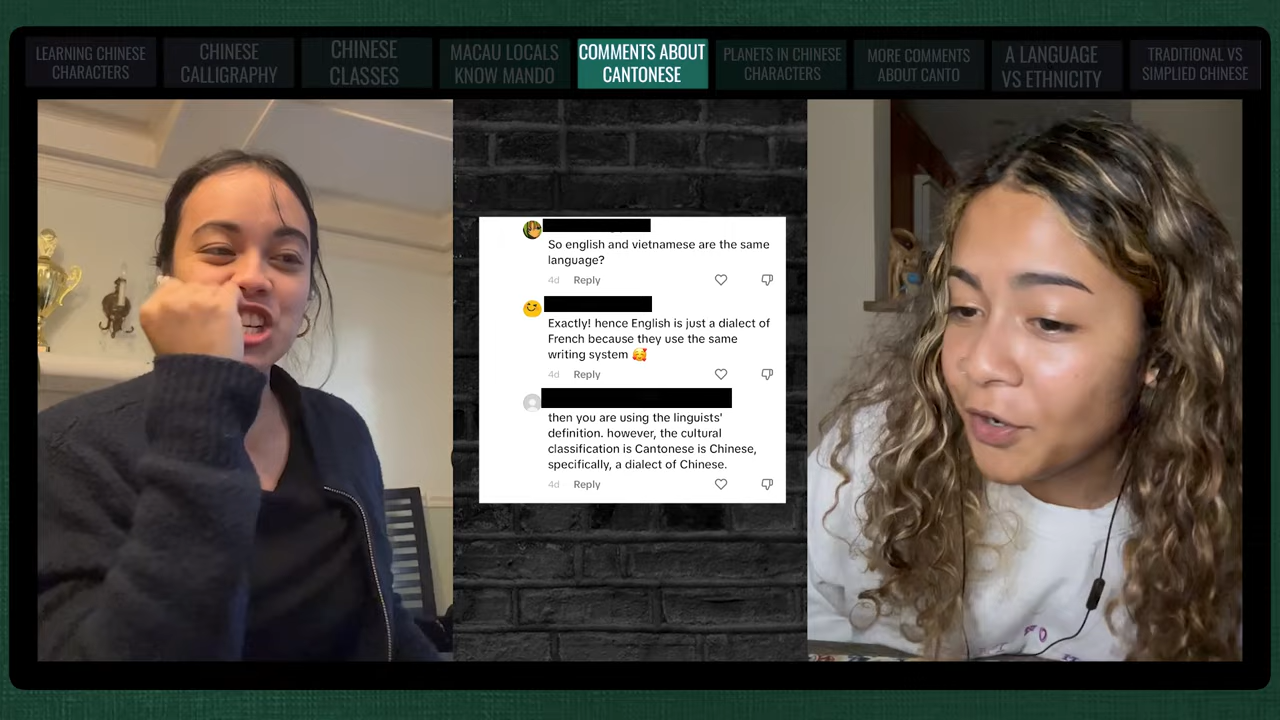 LEARNING CHINESE
CHARACTERS
CHINESE
CALLIGRAPHY
CHINESE
CLASSES
MACAU LOCALS
KNOW MANDO
COMMENTS ABOUT
CANTONESE
PLANETS IN CHINESE
CHARACTERS
MORE COMMENTS
ABOUT CANTO
A LANGUAGE
VS ETHNICITY
TRADITIONAL VS
SIMPLIED CHINESE
So english and vietnamese are the same
language?
4d Reply
Exactly! hence English is just a dialect of
French because they use the same
writing system 🥰
4d Reply
then you are using the linguists'
definition. however, the cultural
classification is Cantonese is Chinese,
specifically, a dialect of Chinese.
4d Reply